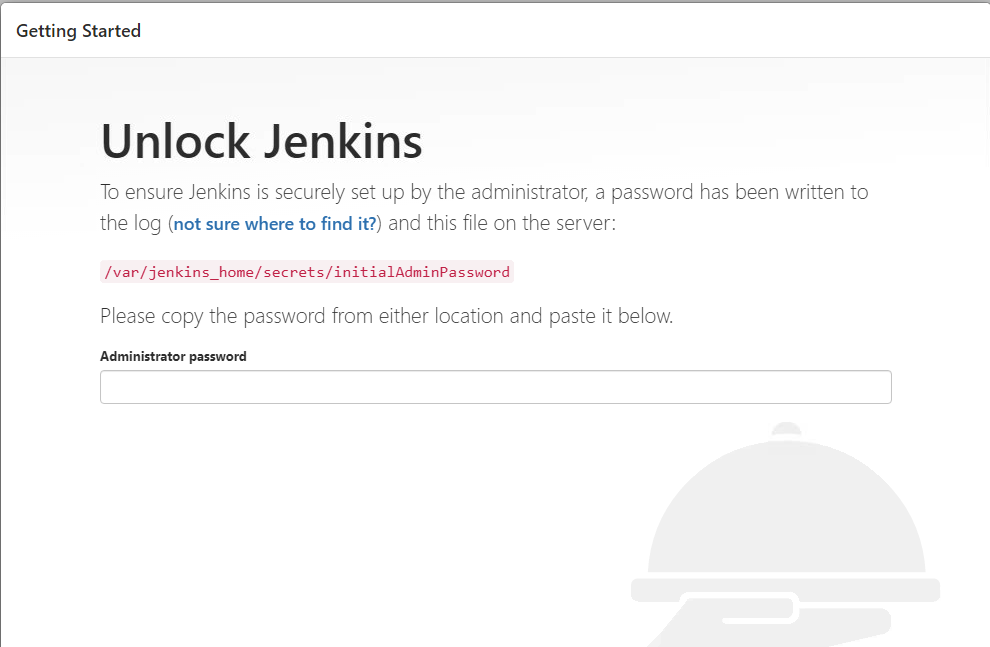 Getting Started
Unlock Jenkins
To ensure Jenkins is securely set up by the administrator, a password has been written to
the log (not sure where to find it?) and this file on the server:
/var/jenkins_home/secrets/initialAdminPassword
Please copy the password from either location and paste it below.
Administrator password